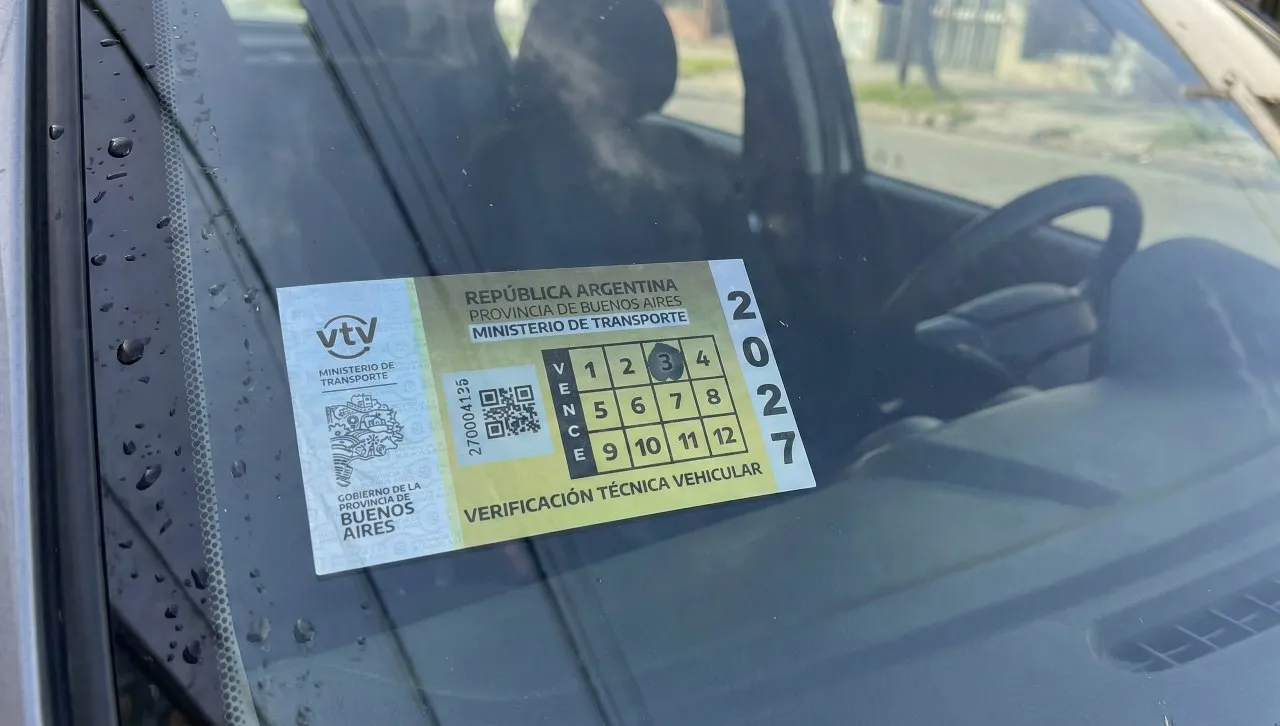 vtv
MINISTERIO DE
TRANSPORTE
GOBIERNO DE LA
PROVINCIA DE
BUENOS
AIRES
REPÚBLICA ARGENTINA
PROVINCIA DE BUENOS AIRES
MINISTERIO DE TRANSPORTE
270004135
VENCE
1 2 3 4
5 6 7 8
9 10 11 12
VERIFICACIÓN TÉCNICA VEHICULAR
2027